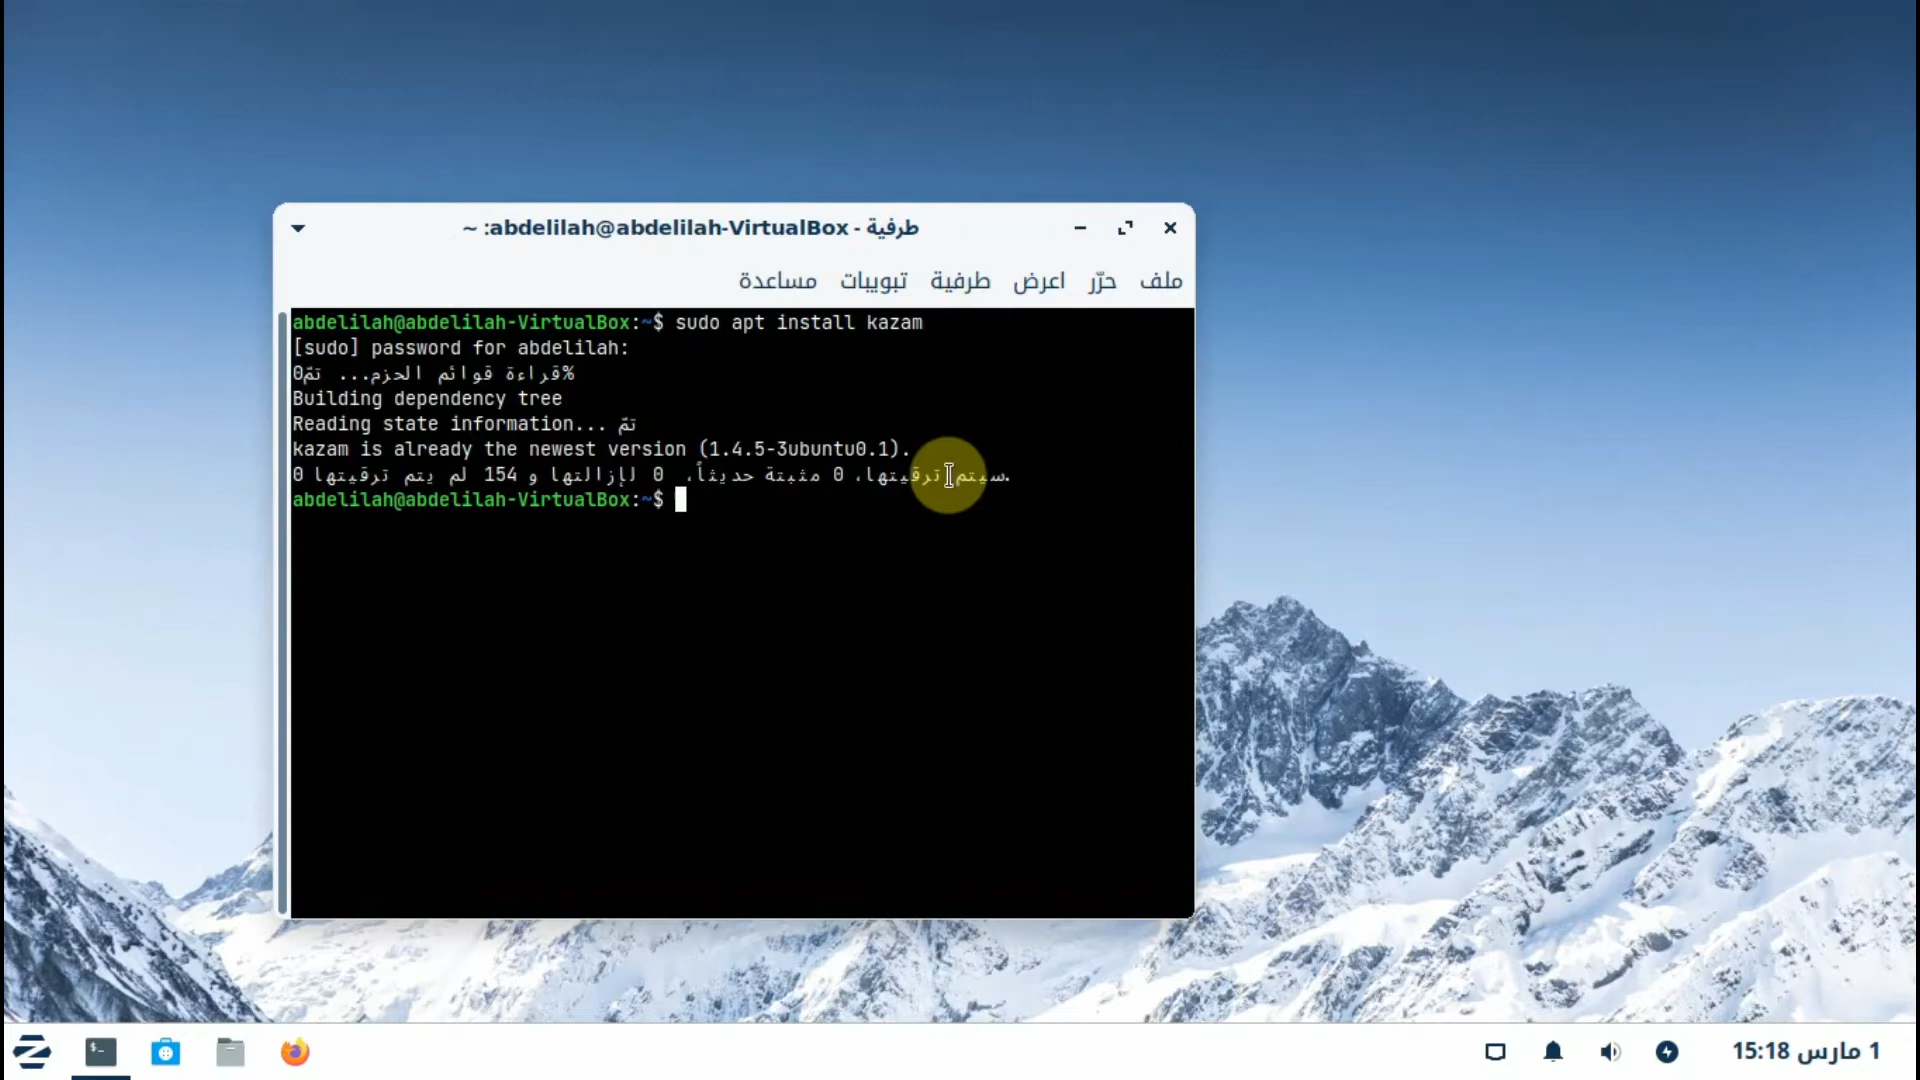 طرفية - abdelilah@abdelilah-VirtualBox: ~
ملف حرّر اعرض طرفية تبويبات مساعدة
abdelilah@abdelilah-VirtualBox:~$ sudo apt install kazam
[sudo] password for abdelilah:
0%قراءة قوائم الحزم... تمّ
Building dependency tree
Reading state information... تمّ
kazam is already the newest version (1.4.5-3ubuntu0.1).
0 سيتم ترقيتها، 0 مثبتة حديثاً، 0 لإزالتها و 154 لم يتم ترقيتها.
abdelilah@abdelilah-VirtualBox:~$
1 مارس 15:18